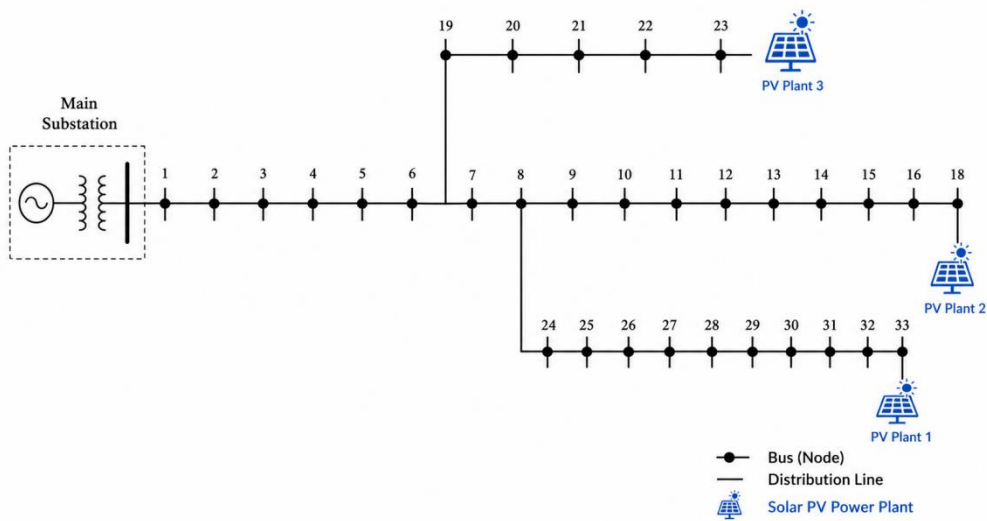 19 20 21 22 23
PV Plant 3
Main
Substation
1 2 3 4 5 6 7 8 9 10 11 12 13 14 15 16 18
PV Plant 2
24 25 26 27 28 29 30 31 32 33
PV Plant 1
Bus (Node)
Distribution Line
Solar PV Power Plant